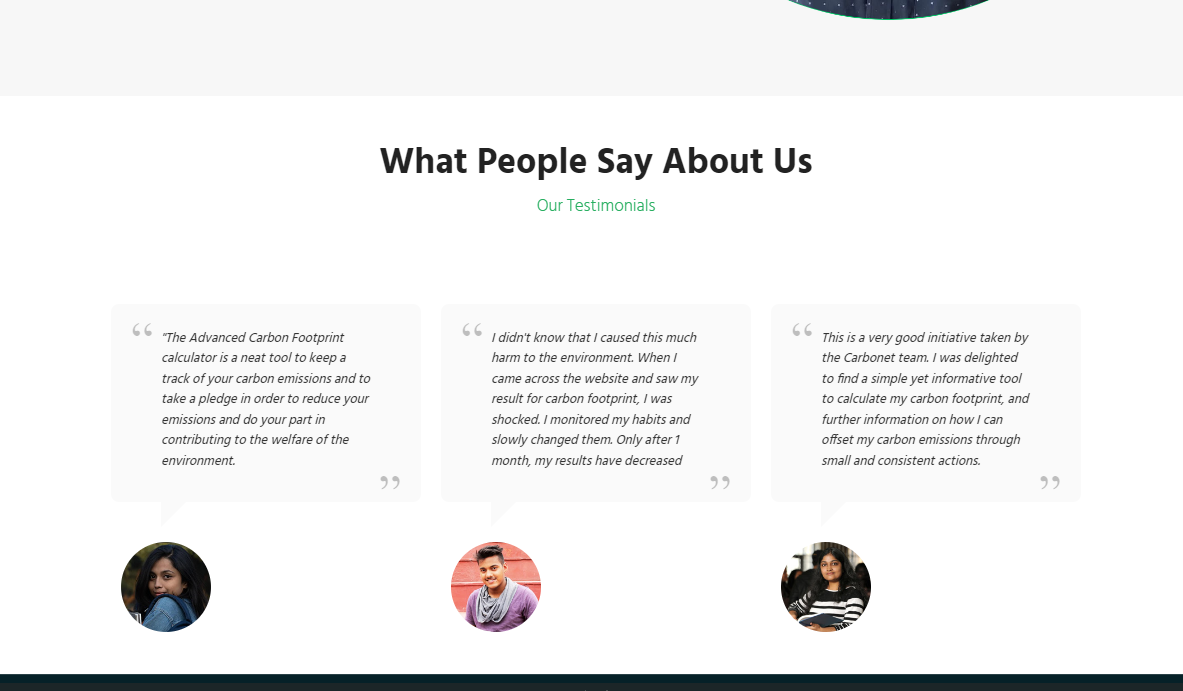 What People Say About Us
Our Testimonials
“ "The Advanced Carbon Footprint
calculator is a neat tool to keep a
track of your carbon emissions and to
take a pledge in order to reduce your
emissions and do your part in
contributing to the welfare of the
environment.
”
“ I didn't know that I caused this much
harm to the environment. When I
came across the website and saw my
result for carbon footprint, I was
shocked. I monitored my habits and
slowly changed them. Only after 1
month, my results have decreased
”
“ This is a very good initiative taken by
the Carbonet team. I was delighted
to find a simple yet informative tool
to calculate my carbon footprint, and
further information on how I can
offset my carbon emissions through
small and consistent actions.
”